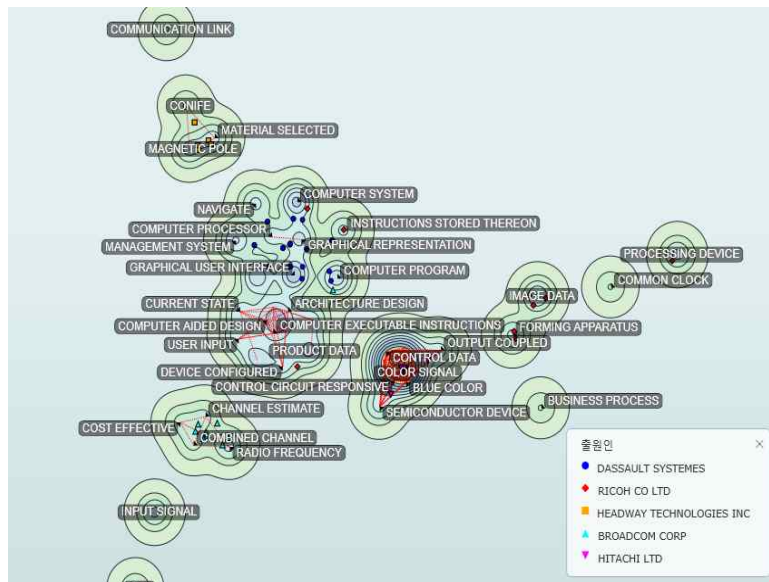 COMMUNICATION LINK
CONIFE
MATERIAL SELECTED
MAGNETIC POLE
COMPUTER SYSTEM
NAVIGATE
INSTRUCTIONS STORED THEREON
COMPUTER PROCESSOR
MANAGEMENT SYSTEM
GRAPHICAL REPRESENTATION
PROCESSING DEVICE
GRAPHICAL USER INTERFACE
COMPUTER PROGRAM
COMMON CLOCK
IMAGE DATA
CURRENT STATE
ARCHITECTURE DESIGN
COMPUTER AIDED DESIGN
COMPUTER EXECUTABLE INSTRUCTIONS
FORMING APPARATUS
USER INPUT
OUTPUT COUPLED
PRODUCT DATA
CONTROL DATA
DEVICE CONFIGURED
COLOR SIGNAL
CONTROL CIRCUIT RESPONSIVE
BLUE COLOR
BUSINESS PROCESS
CHANNEL ESTIMATE
SEMICONDUCTOR DEVICE
COST EFFECTIVE
COMBINED CHANNEL
RADIO FREQUENCY
INPUT SIGNAL
출원인
DASSAULT SYSTEMES
RICOH CO LTD
HEADWAY TECHNOLOGIES INC
BROADCOM CORP
HITACHI LTD